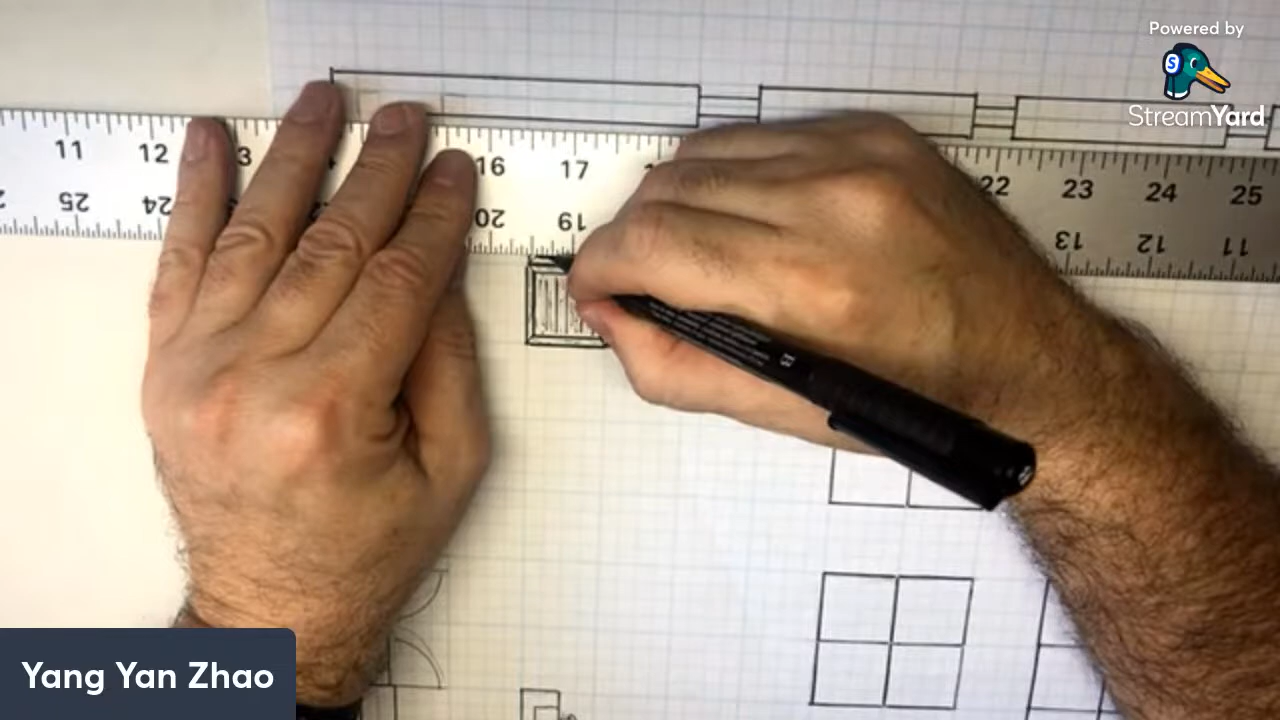 Powered by
StreamYard
11 12 3 16 17 22 23 24 25
25 24 20 19 13 12 11
Yang Yan Zhao